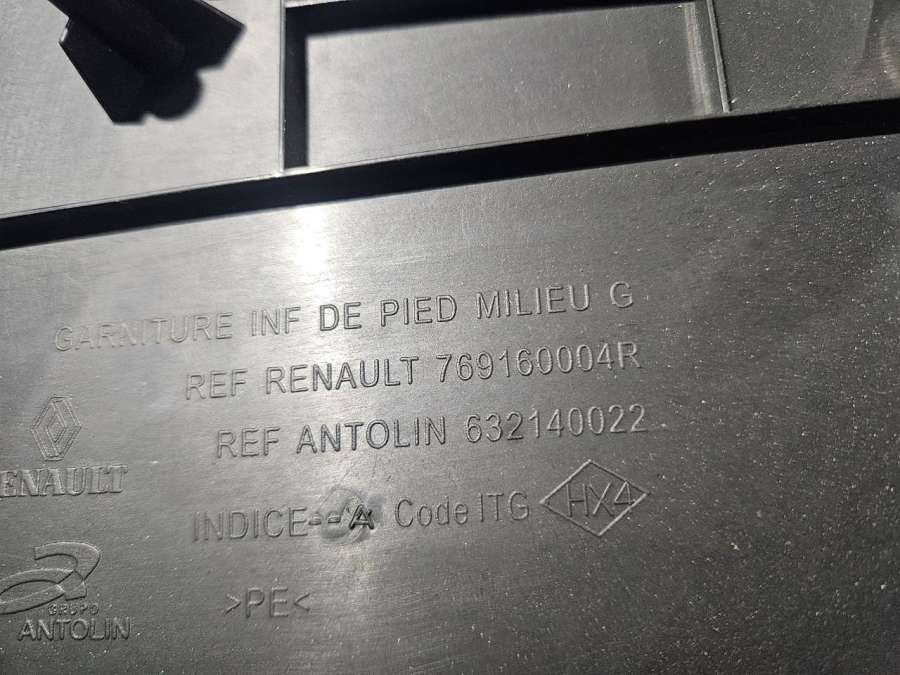 GARNITURE INF DE PIED MILIEU G
REF RENAULT 769160004R
REF ANTOLIN 632140022
RENAULT
INDICE---A Code ITG HX4
>PE<
GRUPO
ANTOLIN